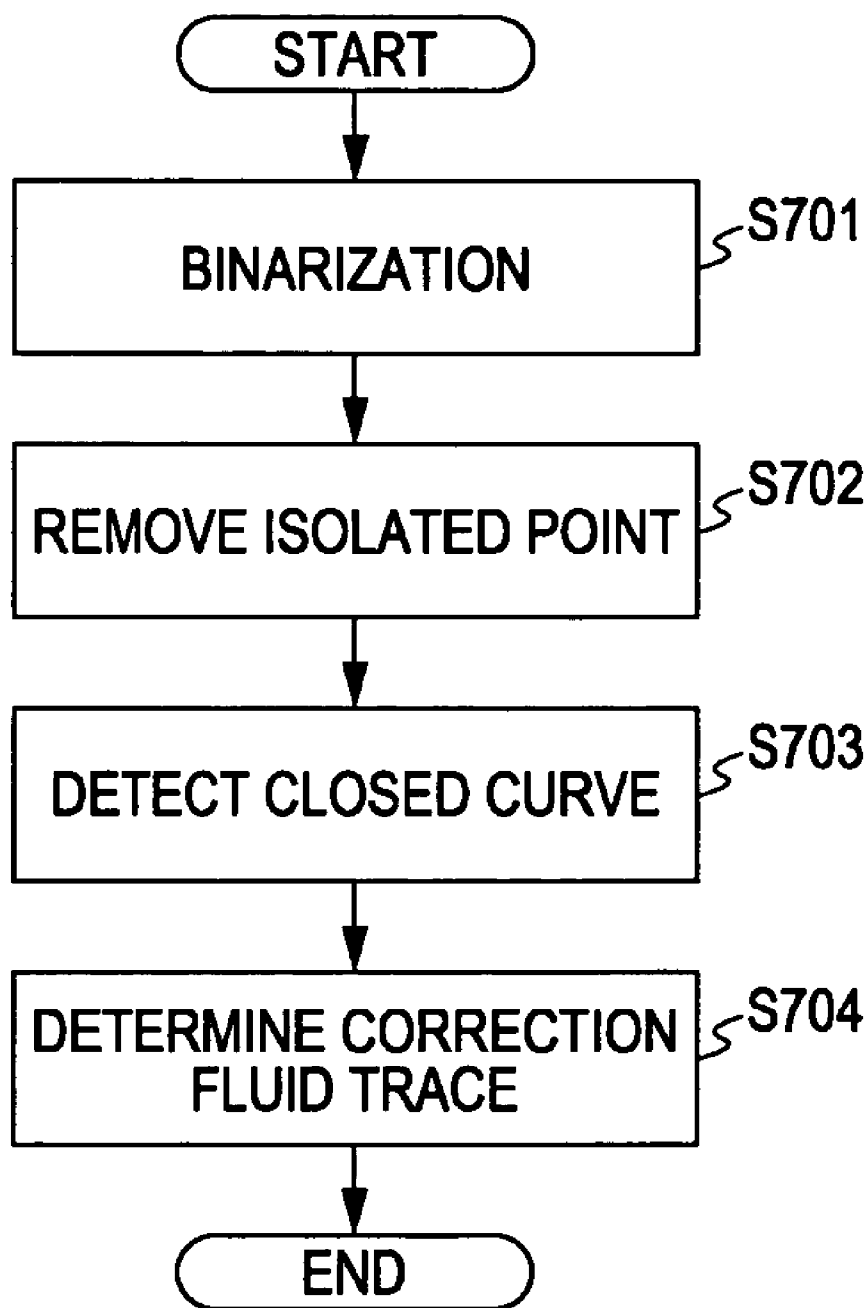 START
BINARIZATION
S701
REMOVE ISOLATED POINT
S702
DETECT CLOSED CURVE
S703
DETERMINE CORRECTION
FLUID TRACE
S704
END